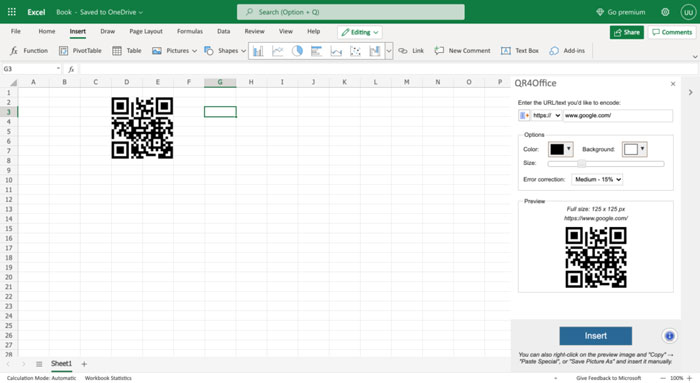 Excel Book - Saved to OneDrive Search (Option + Q) Go premium UU
File Home Insert Draw Page Layout Formulas Data Review View Help Editing Share Comments
fx Function PivotTable Table Pictures Shapes Link New Comment Text Box Add-ins
G3 fx
A B C D E F G H I J K L M N O P
1
2
3
4
5
6
7
8
9
10
11
12
13
14
15
16
17
18
19
20
21
22
23
24
25
26
27
28
QR4Office
Enter the URL/text you'd like to encode:
https:// www.google.com/
Options
Color: Background:
Size:
Error correction: Medium - 15%
Preview
Full size: 125 x 125 px
https://www.google.com/
Insert
You can also right-click on the preview image and "Copy" →
"Paste Special", or "Save Picture As" and insert it manually.
Sheet1
Calculation Mode: Automatic Workbook Statistics Give Feedback to Microsoft 100%